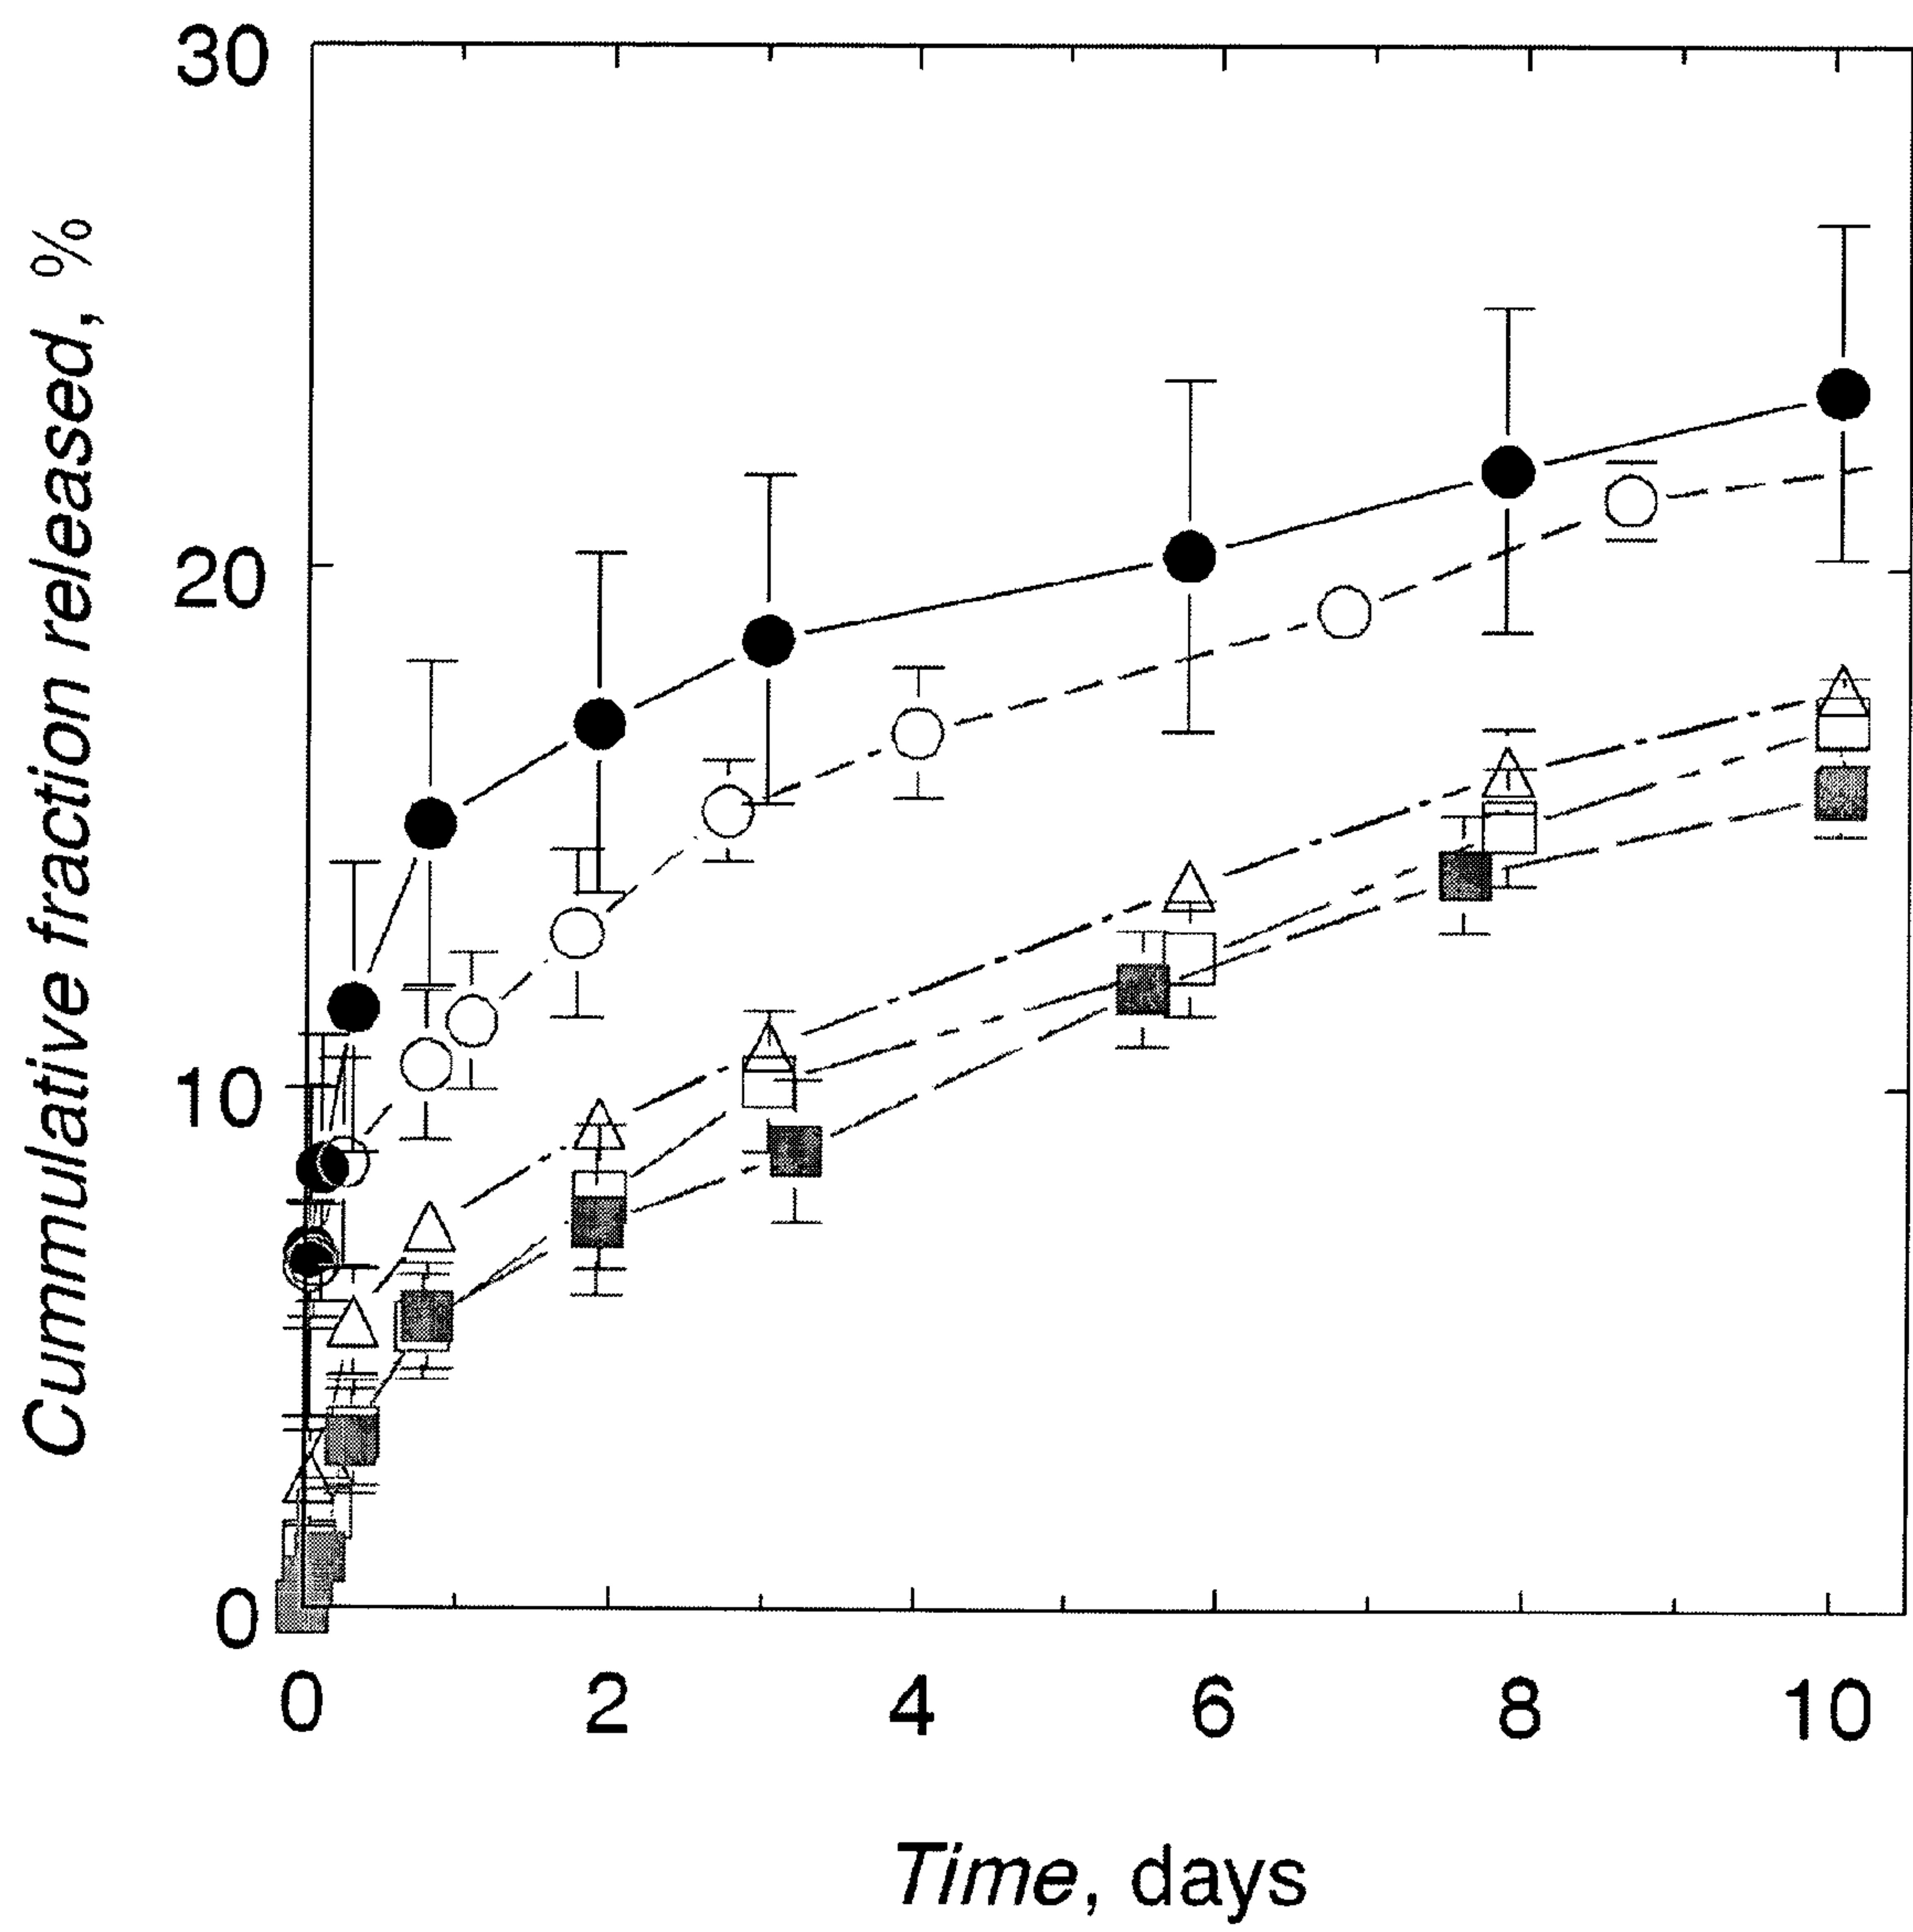 Cummulative fraction released, %
30
20
10
0
0 2 4 6 8 10
Time, days